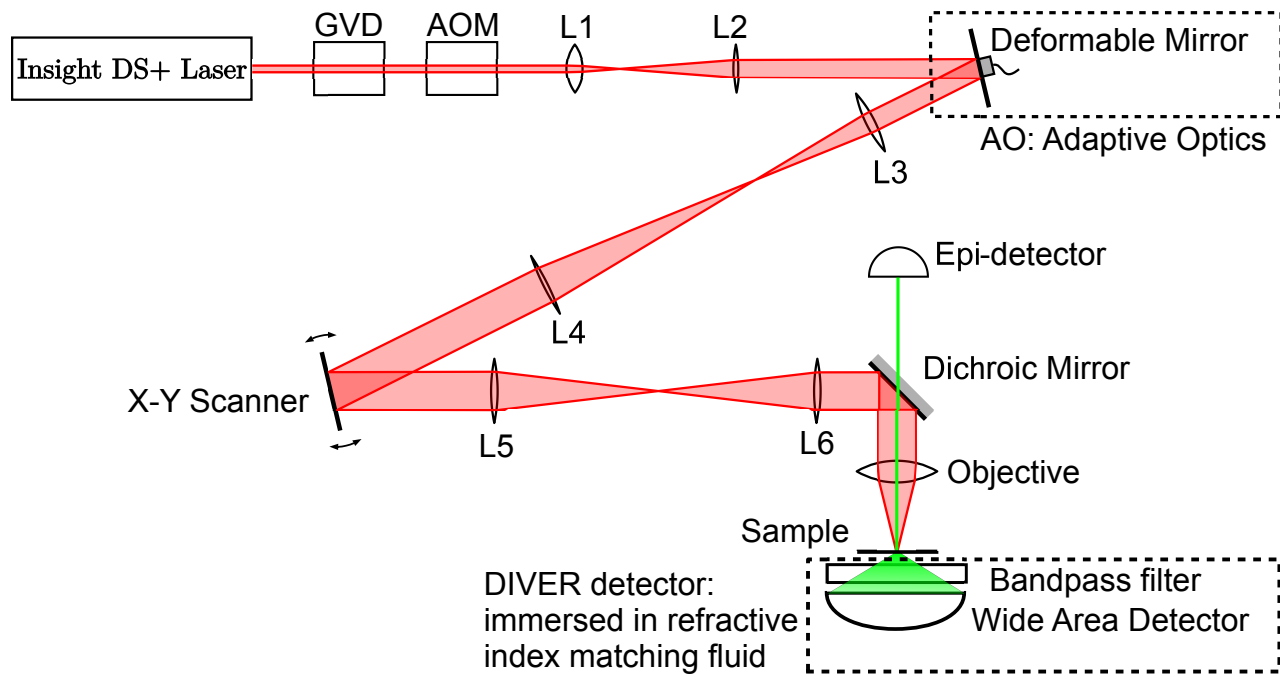 Insight DS+ Laser
GVD
AOM
L1
L2
Deformable Mirror
AO: Adaptive Optics
L3
Epi-detector
L4
Dichroic Mirror
X-Y Scanner
L5
L6
Objective
Sample
DIVER detector:
immersed in refractive
index matching fluid
Bandpass filter
Wide Area Detector